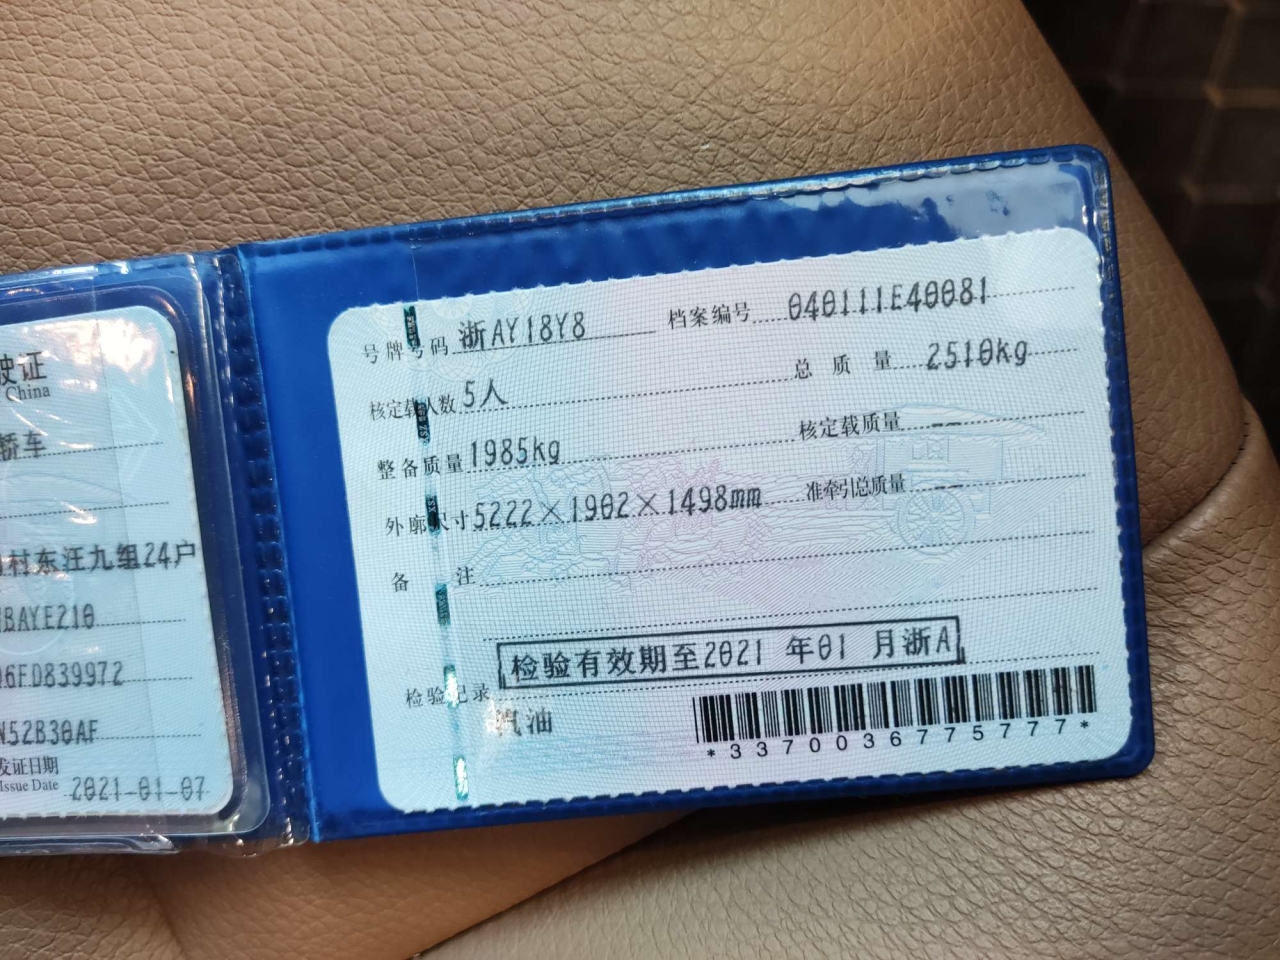 驶证
China
轿车
村东汪九组24户
BAYE210
6FD839972
N52B30AF
发证日期
Issue Date 2021-01-07
号牌号码 浙AY18Y8 档案编号 040111E40081
核定载人数 5人 总质量 2510kg
整备质量 1985kg 核定载质量 --
外廓尺寸 5222×1902×1498mm 准牵引总质量 --
备注
检验有效期至2021 年01 月浙A
检验记录
汽油
*3370036775777*